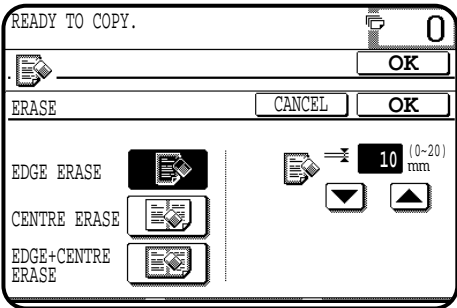 READY TO COPY.
0
OK
ERASE
CANCEL
OK
EDGE ERASE
10 (0~20)
mm
CENTRE ERASE
EDGE+CENTRE
ERASE